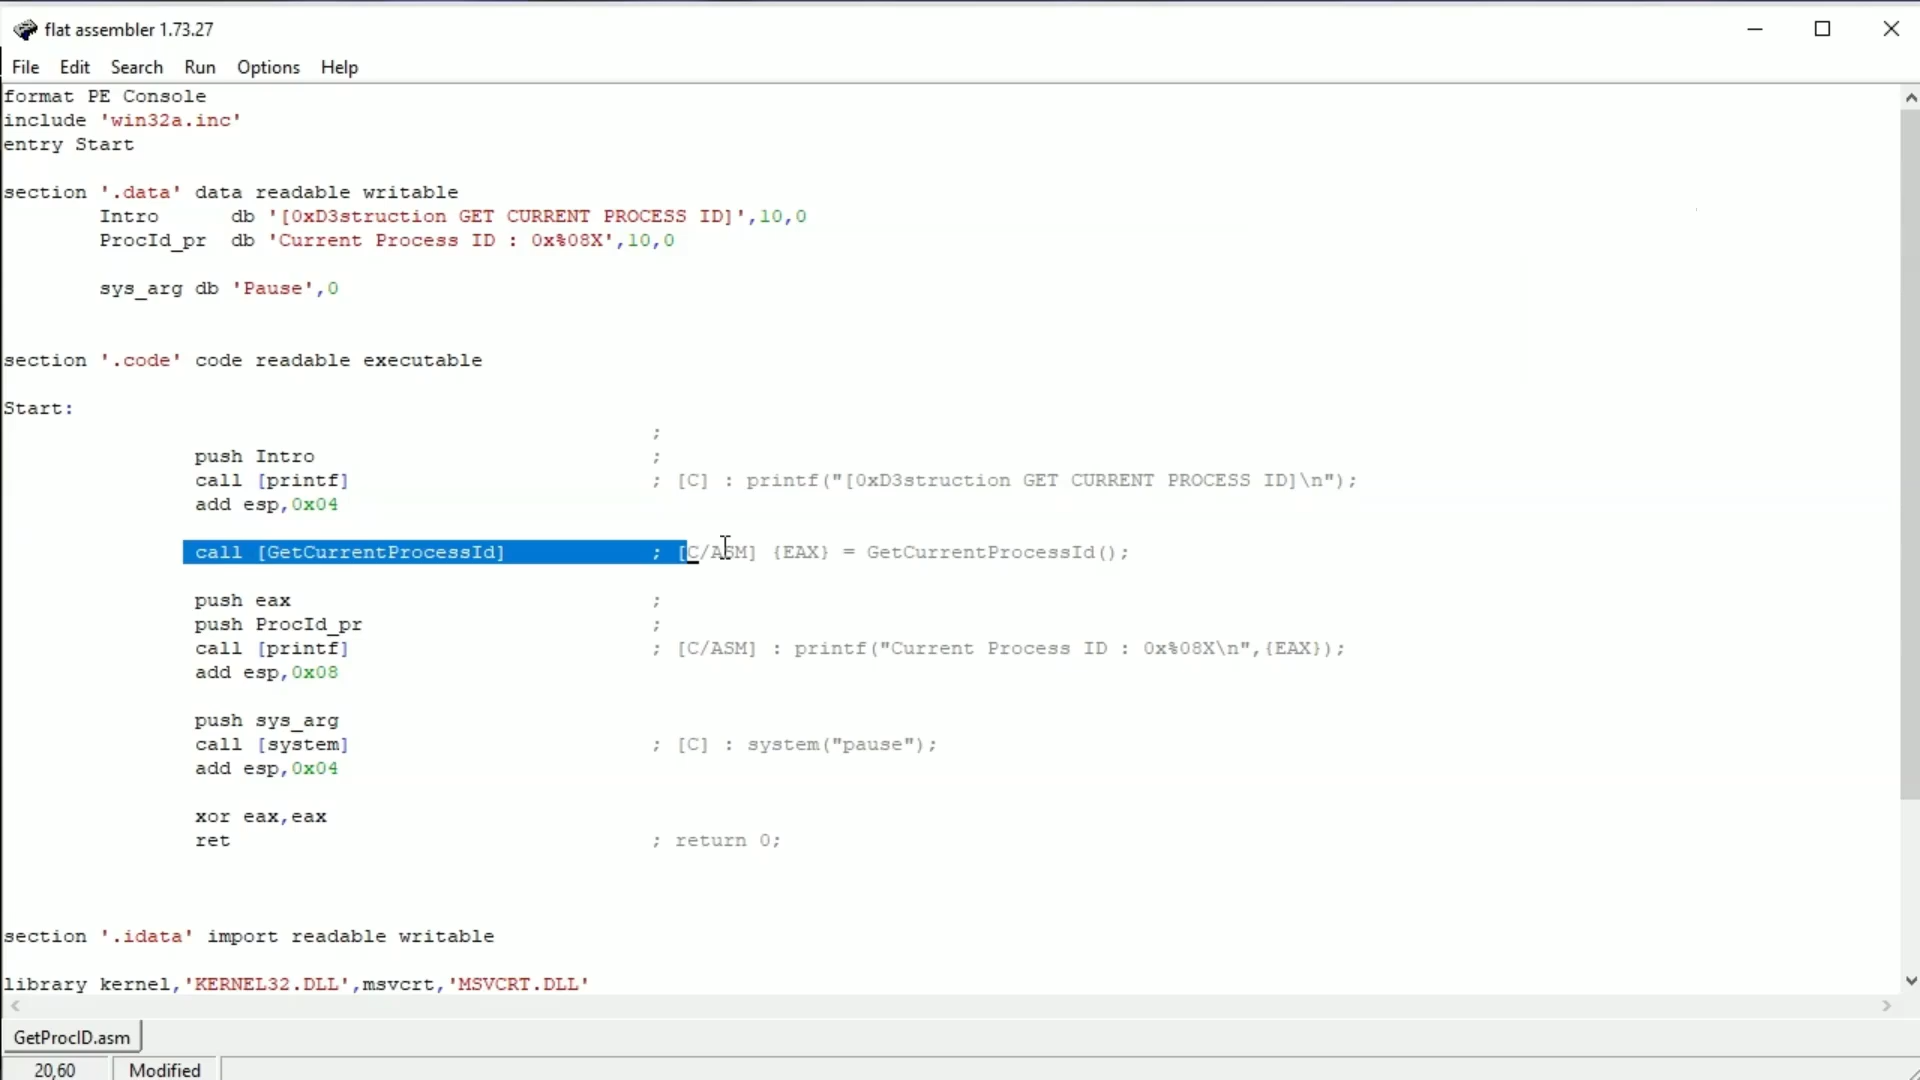 flat assembler 1.73.27
File Edit Search Run Options Help
format PE Console
include 'win32a.inc'
entry Start
section '.data' data readable writable
Intro db '[0xD3struction GET CURRENT PROCESS ID]',10,0
ProcId_pr db 'Current Process ID : 0x%08X',10,0
sys_arg db 'Pause',0
section '.code' code readable executable
Start:
;
push Intro ;
call [printf] ; [C] : printf("[0xD3struction GET CURRENT PROCESS ID]\n");
add esp,0x04
call [GetCurrentProcessId] ; [C/ASM] {EAX} = GetCurrentProcessId();
push eax ;
push ProcId_pr ;
call [printf] ; [C/ASM] : printf("Current Process ID : 0x%08X\n",{EAX});
add esp,0x08
push sys_arg
call [system] ; [C] : system("pause");
add esp,0x04
xor eax,eax
ret ; return 0;
section '.idata' import readable writable
library kernel,'KERNEL32.DLL',msvcrt,'MSVCRT.DLL'
GetProcID.asm
20,60 Modified